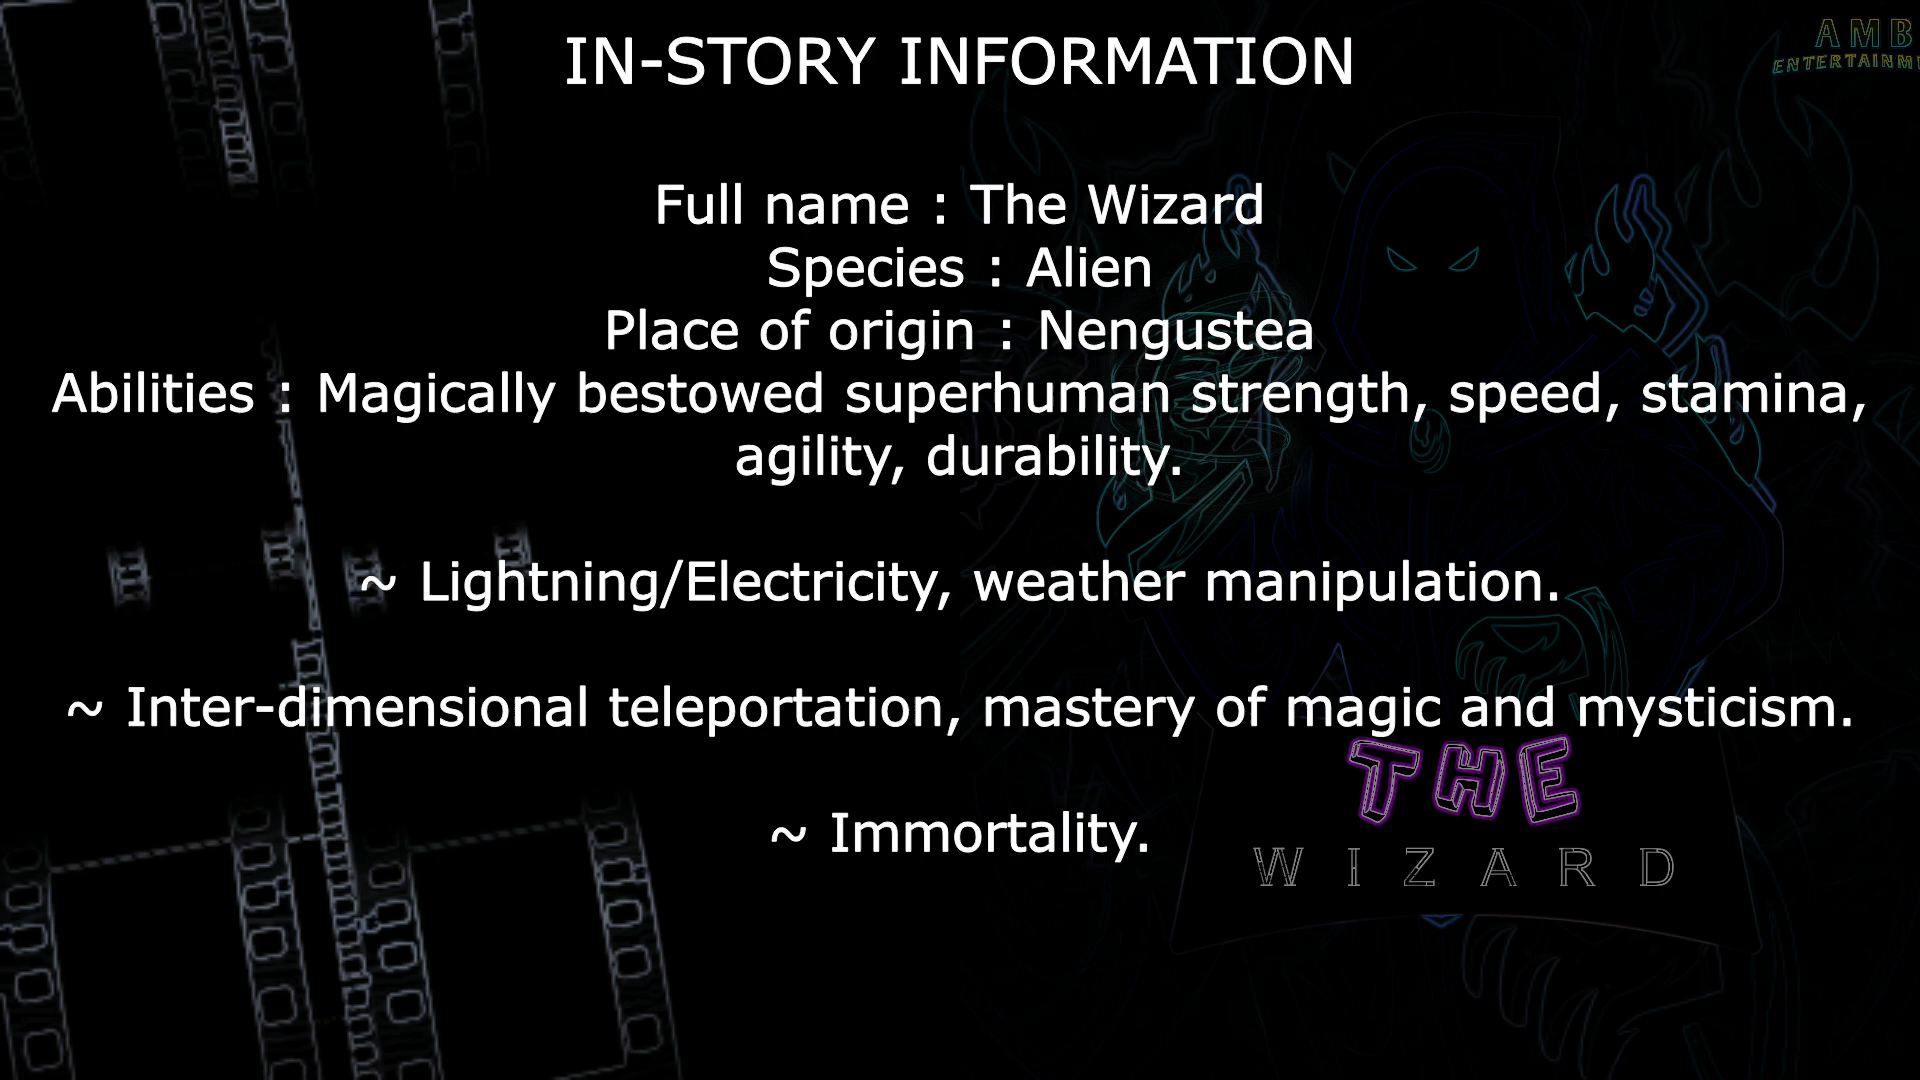 AMB
ENTERTAINM
IN-STORY INFORMATION
Full name : The Wizard
Species : Alien
Place of origin : Nengustea
Abilities : Magically bestowed superhuman strength, speed, stamina,
agility, durability.
~ Lightning/Electricity, weather manipulation.
~ Inter-dimensional teleportation, mastery of magic and mysticism.
~ Immortality.
THE
WIZARD